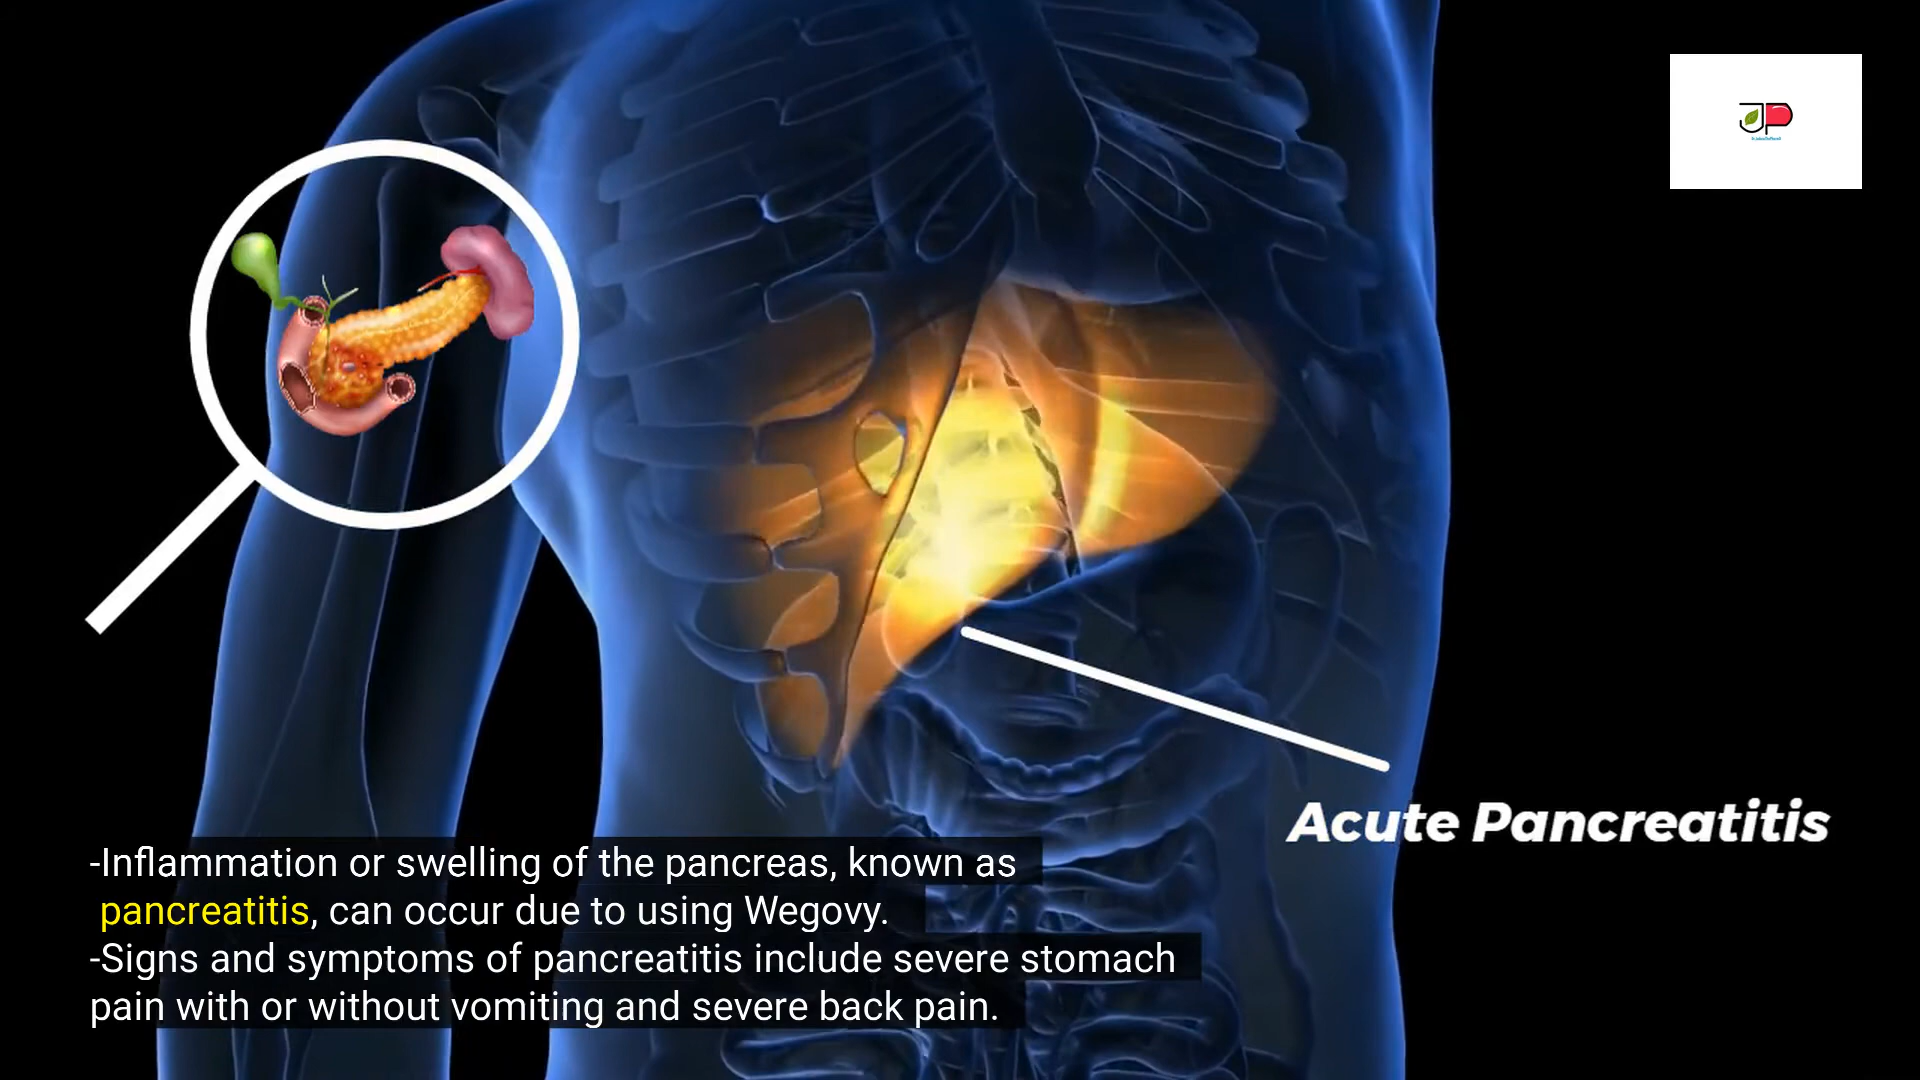 JP
Acute Pancreatitis
-Inflammation or swelling of the pancreas, known as
pancreatitis, can occur due to using Wegovy.
-Signs and symptoms of pancreatitis include severe stomach
pain with or without vomiting and severe back pain.